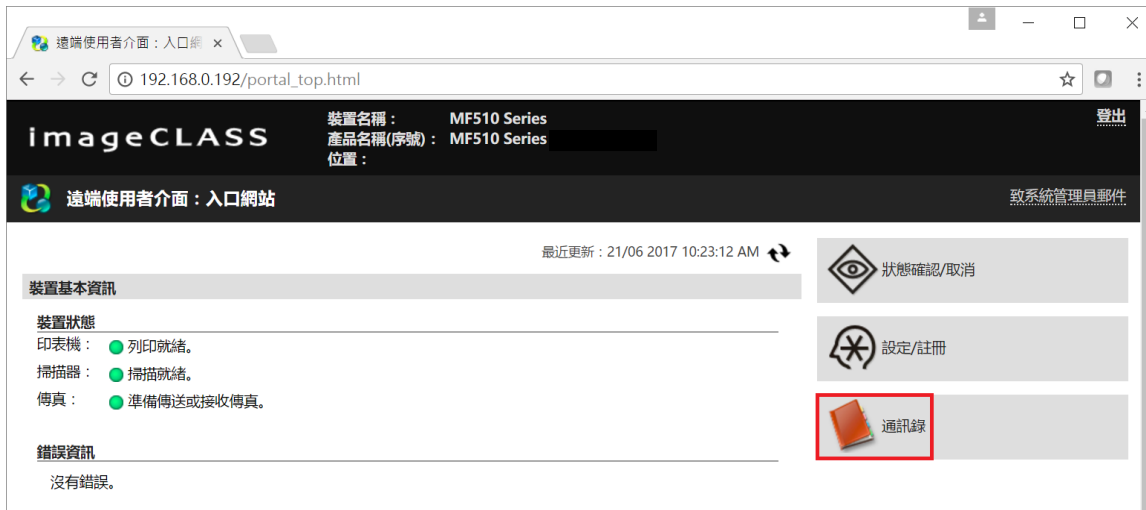 遠端使用者介面：入口網
192.168.0.192/portal_top.html
imageCLASS
裝置名稱： MF510 Series
產品名稱(序號)： MF510 Series
位置：
登出
遠端使用者介面：入口網站
致系統管理員郵件
最近更新：21/06 2017 10:23:12 AM
裝置基本資訊
裝置狀態
印表機： 列印就緒。
掃描器： 掃描就緒。
傳真： 準備傳送或接收傳真。
錯誤資訊
沒有錯誤。
狀態確認/取消
設定/註冊
通訊錄